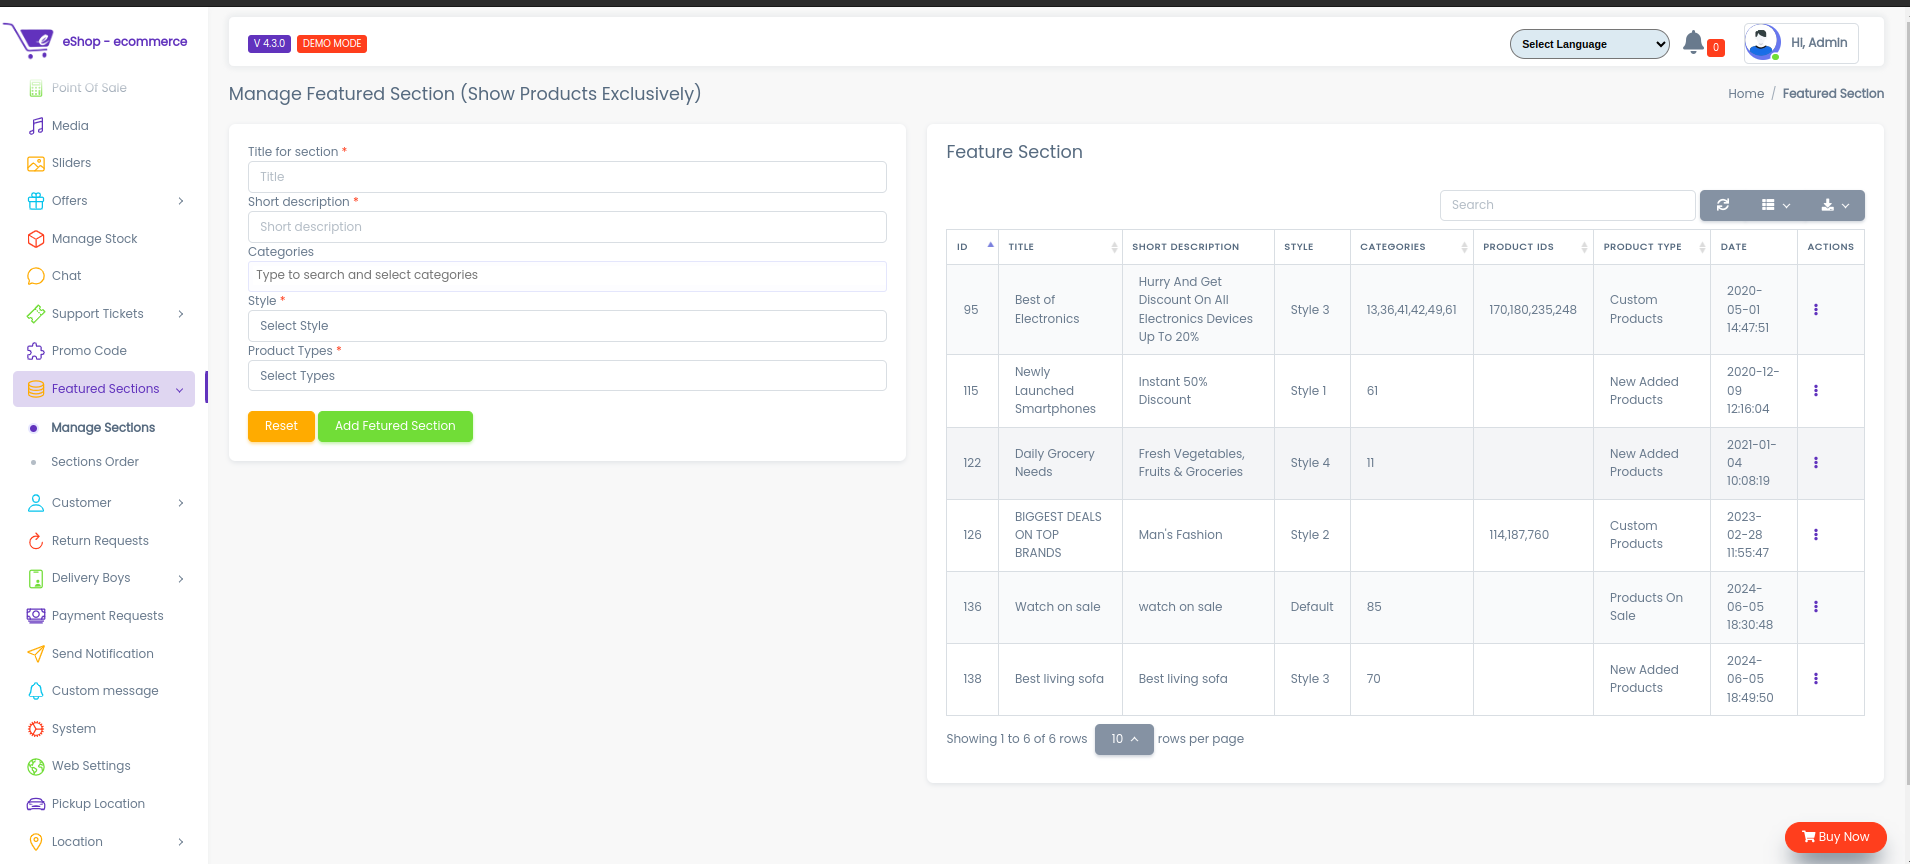 eShop - ecommerce
Point Of Sale
Media
Sliders
Offers
Manage Stock
Chat
Support Tickets
Promo Code
Featured Sections
Manage Sections
Sections Order
Customer
Return Requests
Delivery Boys
Payment Requests
Send Notification
Custom message
System
Web Settings
Pickup Location
Location
V 4.3.0 DEMO MODE
Select Language
0
Hi, Admin
Manage Featured Section (Show Products Exclusively)
Home / Featured Section
Title for section *
Title
Short description *
Short description
Categories
Type to search and select categories
Style *
Select Style
Product Types *
Select Types
Reset Add Fetured Section
Feature Section
Search
ID TITLE SHORT DESCRIPTION STYLE CATEGORIES PRODUCT IDS PRODUCT TYPE DATE ACTIONS
95
Best of
Electronics
Hurry And Get
Discount On All
Electronics Devices
Up To 20%
Style 3
13,36,41,42,49,61
170,180,235,248
Custom
Products
2020-
05-01
14:47:51
115
Newly
Launched
Smartphones
Instant 50%
Discount
Style 1
61
New Added
Products
2020-12-
09
12:16:04
122
Daily Grocery
Needs
Fresh Vegetables,
Fruits & Groceries
Style 4
11
New Added
Products
2021-01-
04
10:08:19
126
BIGGEST DEALS
ON TOP
BRANDS
Man's Fashion
Style 2
114,187,760
Custom
Products
2023-
02-28
11:55:47
136
Watch on sale
watch on sale
Default
85
Products On
Sale
2024-
06-05
18:30:48
138
Best living sofa
Best living sofa
Style 3
70
New Added
Products
2024-
06-05
18:49:50
Showing 1 to 6 of 6 rows 10 rows per page
Buy Now